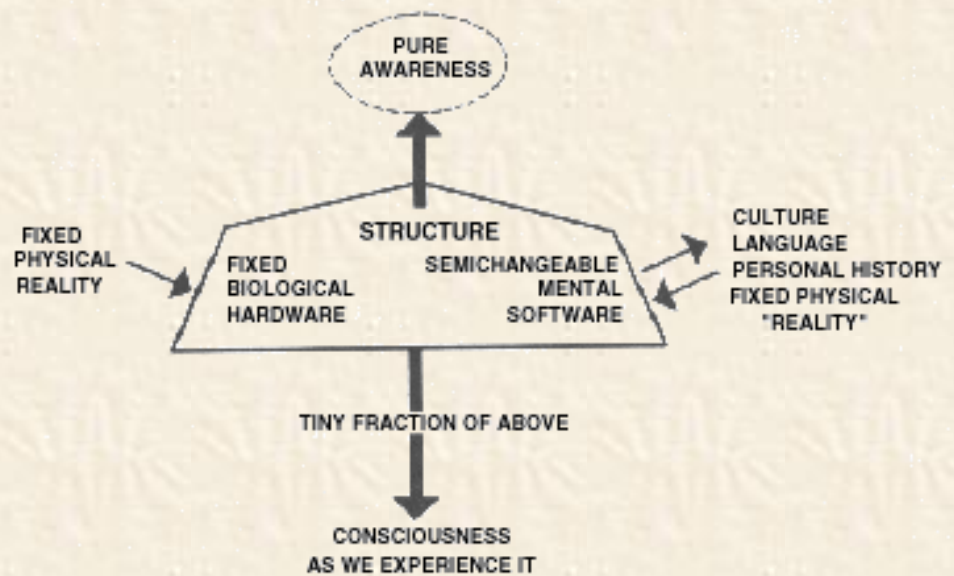 PURE
AWARENESS
STRUCTURE
FIXED
PHYSICAL
REALITY
FIXED
BIOLOGICAL
HARDWARE
SEMICHANGEABLE
MENTAL
SOFTWARE
CULTURE
LANGUAGE
PERSONAL HISTORY
FIXED PHYSICAL
"REALITY"
TINY FRACTION OF ABOVE
CONSCIOUSNESS
AS WE EXPERIENCE IT